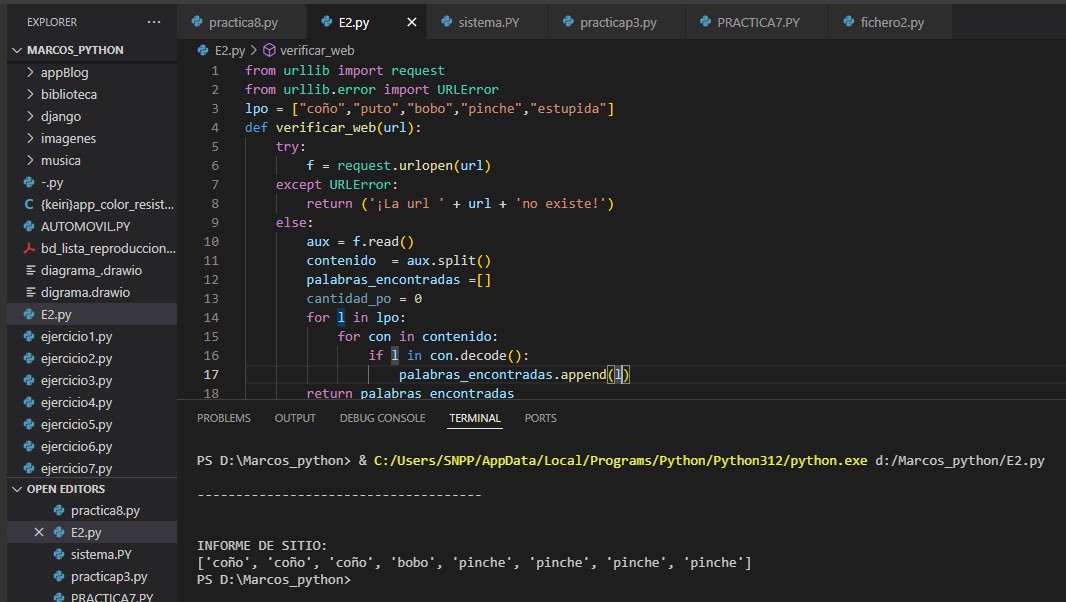 EXPLORER ···
MARCOS_PYTHON
appBlog
biblioteca
django
imagenes
musica
-.py
{keiri}app_color_resist...
AUTOMOVIL.PY
bd_lista_reproduccion...
diagrama_.drawio
digrama.drawio
E2.py
ejercicio1.py
ejercicio2.py
ejercicio3.py
ejercicio4.py
ejercicio5.py
ejercicio6.py
ejercicio7.py
OPEN EDITORS
practica8.py
E2.py
sistema.PY
practicap3.py
PRACTICA7.PY
practica8.py E2.py sistema.PY practicap3.py PRACTICA7.PY fichero2.py
E2.py > verificar_web
1 from urllib import request
2 from urllib.error import URLError
3 lpo = ["coño","puto","bobo","pinche","estupida"]
4 def verificar_web(url):
5 try:
6 f = request.urlopen(url)
7 except URLError:
8 return ('¡La url ' + url + 'no existe!')
9 else:
10 aux = f.read()
11 contenido  = aux.split()
12 palabras_encontradas =[]
13 cantidad_po = 0
14 for l in lpo:
15 for con in contenido:
16 if l in con.decode():
17 palabras_encontradas.append(l)
18 return palabras_encontradas
PROBLEMS OUTPUT DEBUG CONSOLE TERMINAL PORTS
PS D:\Marcos_python> & C:/Users/SNPP/AppData/Local/Programs/Python/Python312/python.exe d:/Marcos_python/E2.py
-------------------------------------
INFORME DE SITIO:
['coño', 'coño', 'coño', 'bobo', 'pinche', 'pinche', 'pinche', 'pinche']
PS D:\Marcos_python>